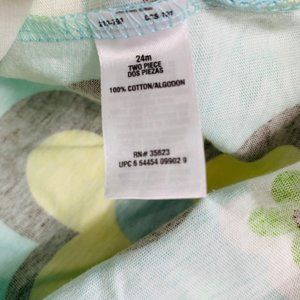 24m
TWO PIECE
DOS PIEZAS
100% COTTON/ALGODON
RN# 35623
UPC 6 54454 09902 9